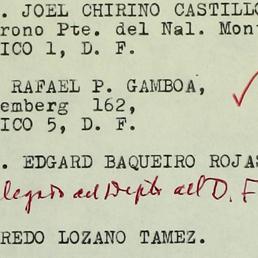 . JOEL CHIRINO CASTILLO
rono Pte. del Nal. Mont
ICO 1, D. F.
RAFAEL P. GAMBOA,
emberg 162,
ICO 5, D. F.
. EDGARD BAQUEIRO ROJAS
legado del Depto del D. F
REDO LOZANO TAMEZ.